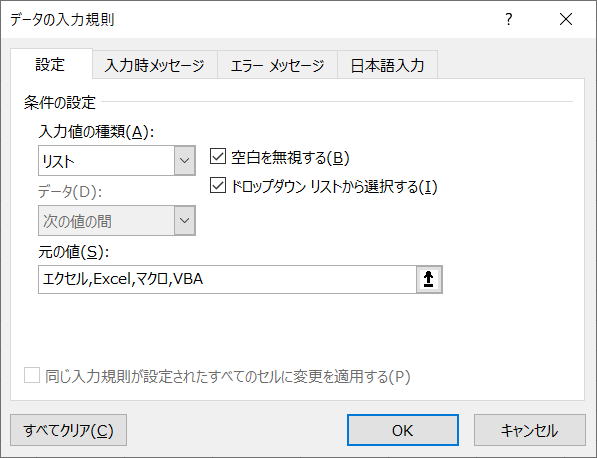 データの入力規則 ?
設定 入力時メッセージ エラー メッセージ 日本語入力
条件の設定
入力値の種類(A):
リスト
空白を無視する(B)
ドロップダウン リストから選択する(I)
データ(D):
次の値の間
元の値(S):
エクセル,Excel,マクロ,VBA
同じ入力規則が設定されたすべてのセルに変更を適用する(P)
すべてクリア(C) OK キャンセル